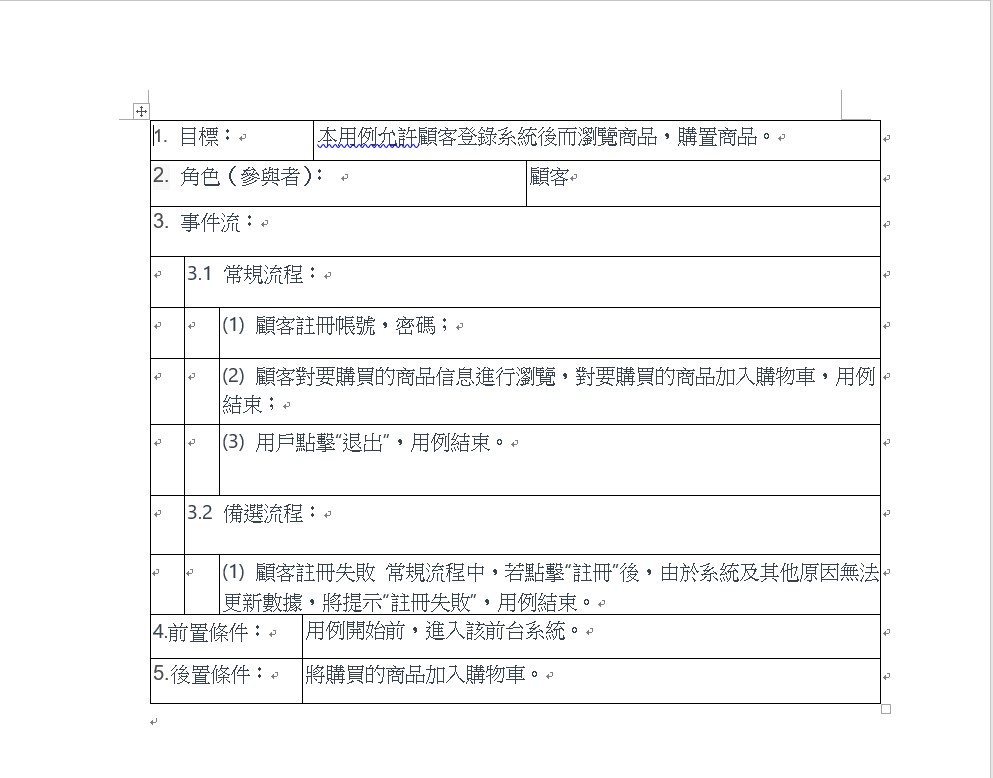 1. 目標： 本用例允許顧客登錄系統後而瀏覽商品，購置商品。
2. 角色（參與者）： 顧客
3. 事件流：
3.1 常規流程：
(1) 顧客註冊帳號，密碼；
(2) 顧客對要購買的商品信息進行瀏覽，對要購買的商品加入購物車，用例
結束；
(3) 用戶點擊“退出”，用例結束。
3.2 備選流程：
(1) 顧客註冊失敗 常規流程中，若點擊“註冊”後，由於系統及其他原因無法
更新數據，將提示“註冊失敗”，用例結束。
4.前置條件： 用例開始前，進入該前台系統。
5.後置條件： 將購買的商品加入購物車。